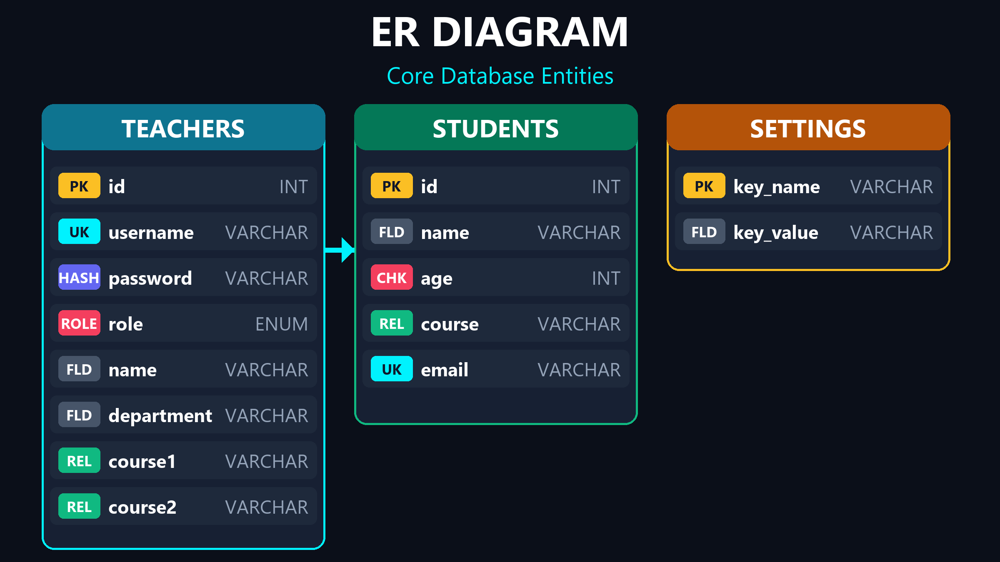 ER DIAGRAM
Core Database Entities
TEACHERS
PK id INT
UK username VARCHAR
HASH password VARCHAR
ROLE role ENUM
FLD name VARCHAR
FLD department VARCHAR
REL course1 VARCHAR
REL course2 VARCHAR
STUDENTS
PK id INT
FLD name VARCHAR
CHK age INT
REL course VARCHAR
UK email VARCHAR
SETTINGS
PK key_name VARCHAR
FLD key_value VARCHAR